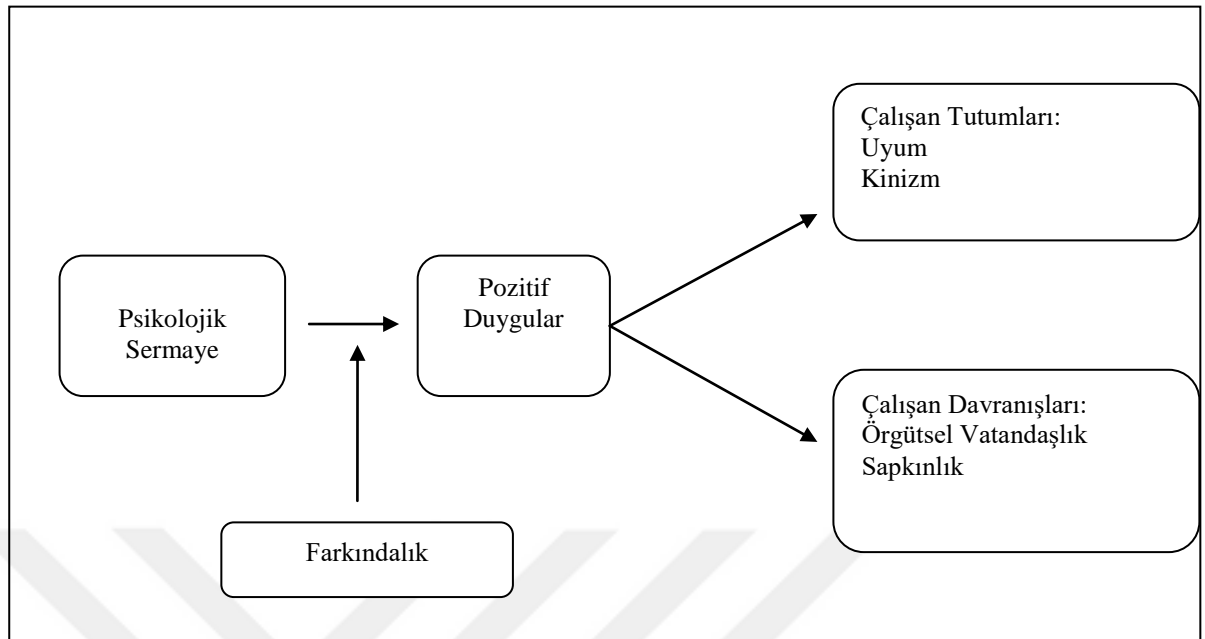 Çalışan Tutumları:
Uyum
Kinizm
Psikolojik
Sermaye
Pozitif
Duygular
Çalışan Davranışları:
Örgütsel Vatandaşlık
Sapkınlık
Farkındalık